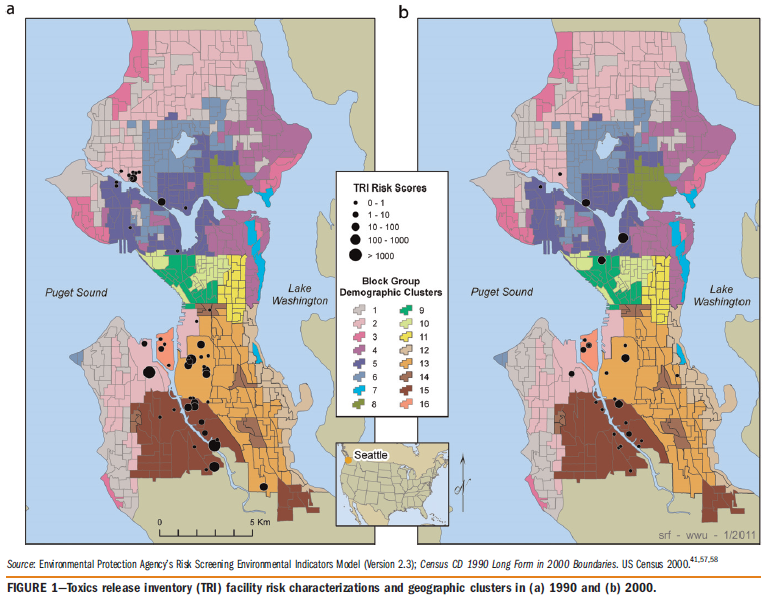 a
b
TRI Risk Scores
0 - 1
1 - 10
10 - 100
100 - 1000
> 1000
Block Group
Demographic Clusters
1 9
2 10
3 11
4 12
5 13
6 14
7 15
8 16
Puget Sound
Lake
Washington
Puget Sound
Lake
Washington
Seattle
N
0 5 Km
srf - wwu - 1/2011
Source: Environmental Protection Agency's Risk Screening Environmental Indicators Model (Version 2.3); Census CD 1990 Long Form in 2000 Boundaries. US Census 2000.41,57,58
FIGURE 1—Toxics release inventory (TRI) facility risk characterizations and geographic clusters in (a) 1990 and (b) 2000.